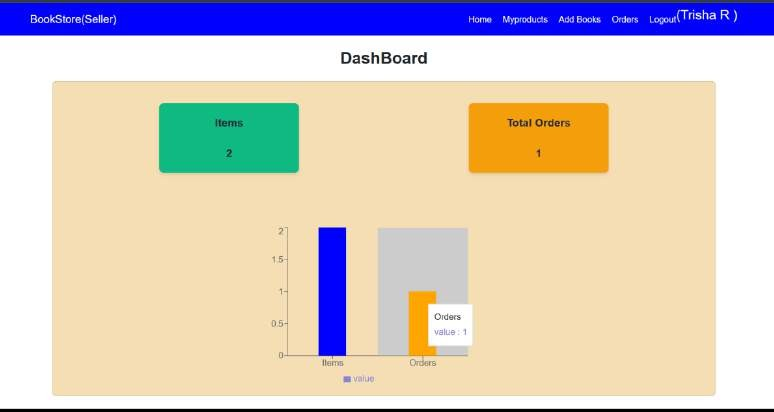 BookStore(Seller) Home Myproducts Add Books Orders Logout(Trisha R )
DashBoard
Items Total Orders
2 1
2
1.5
1
Orders
0.5 value : 1
0
Items Orders
value